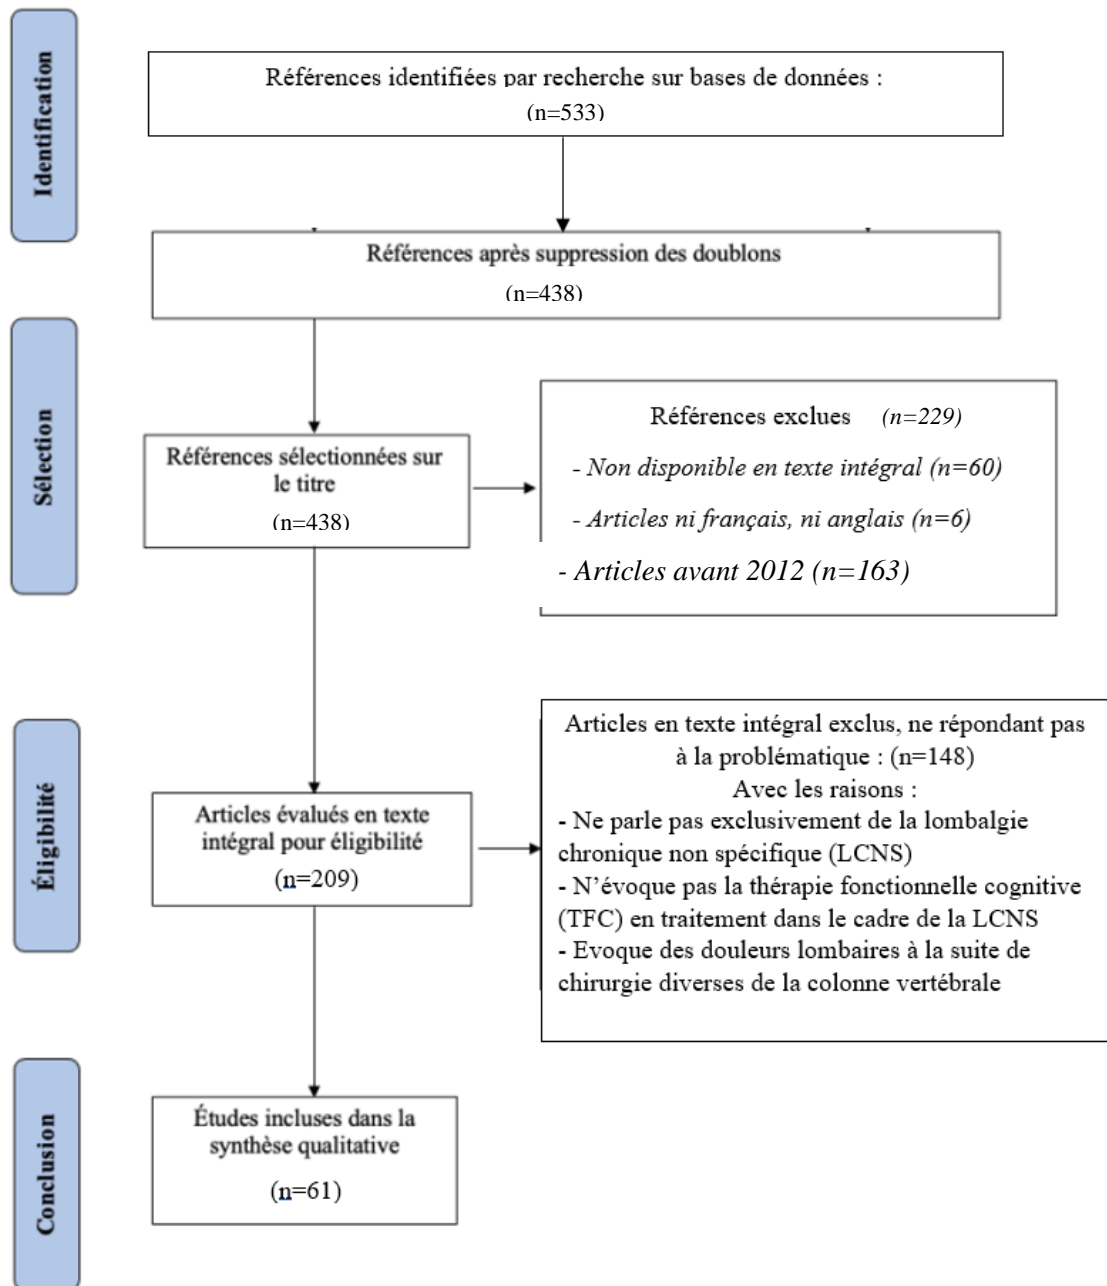 Identification
Références identifiées par recherche sur bases de données :
(n=533)
Références après suppression des doublons
(n=438)
Sélection
Références sélectionnées sur
le titre
(n=438)
Références exclues (n=229)
- Non disponible en texte intégral (n=60)
- Articles ni français, ni anglais (n=6)
- Articles avant 2012 (n=163)
Éligibilité
Articles évalués en texte
intégral pour éligibilité
(n=209)
Articles en texte intégral exclus, ne répondant pas
à la problématique : (n=148)
Avec les raisons :
- Ne parle pas exclusivement de la lombalgie
chronique non spécifique (LCNS)
- N’évoque pas la thérapie fonctionnelle cognitive
(TFC) en traitement dans le cadre de la LCNS
- Evoque des douleurs lombaires à la suite de
chirurgie diverses de la colonne vertébrale
Conclusion
Études incluses dans la
synthèse qualitative
(n=61)